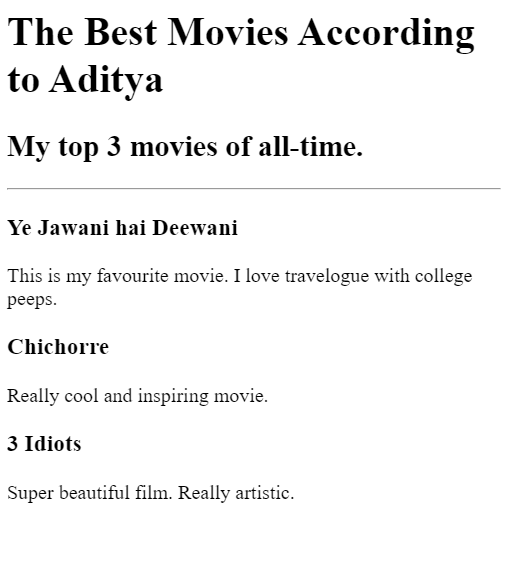 The Best Movies According
to Aditya
My top 3 movies of all-time.
Ye Jawani hai Deewani
This is my favourite movie. I love travelogue with college
peeps.
Chichorre
Really cool and inspiring movie.
3 Idiots
Super beautiful film. Really artistic.